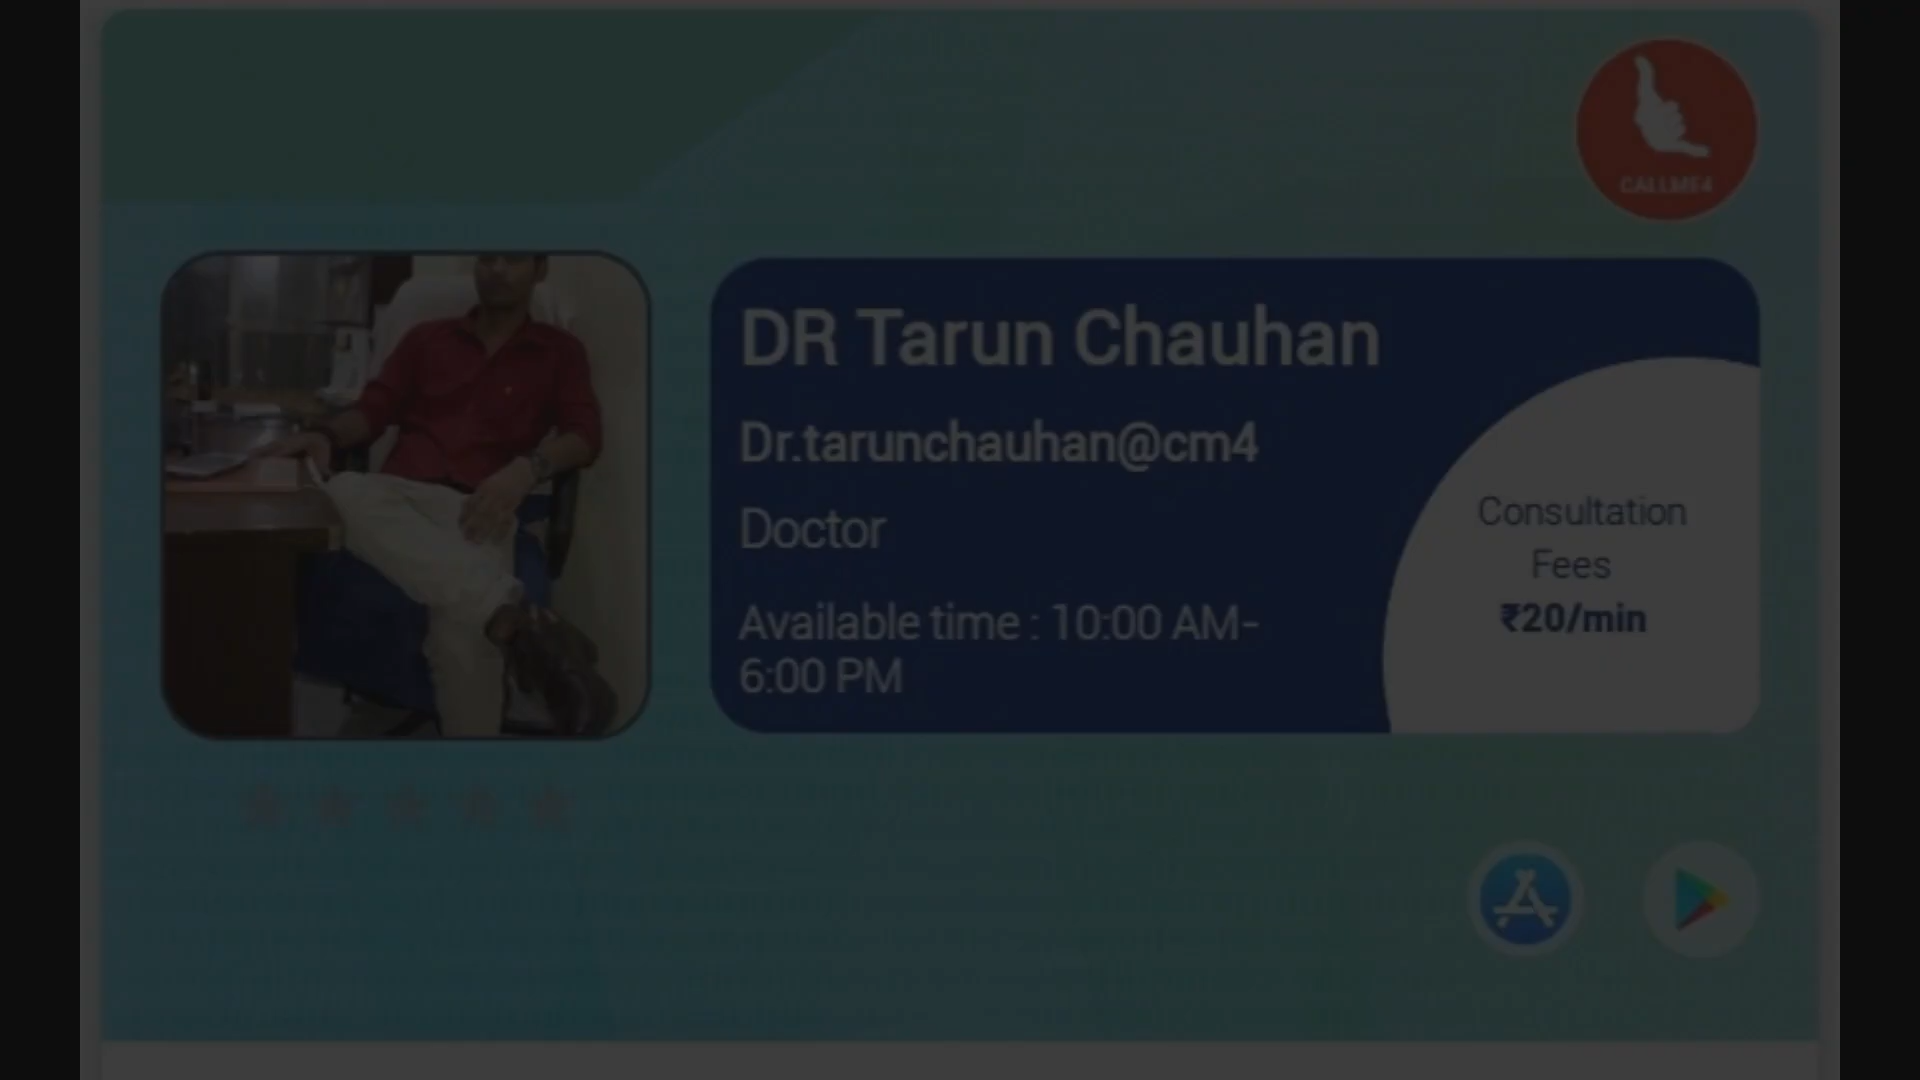 CALLME4
DR Tarun Chauhan
Dr.tarunchauhan@cm4
Doctor
Available time : 10:00 AM-
6:00 PM
Consultation
Fees
₹20/min